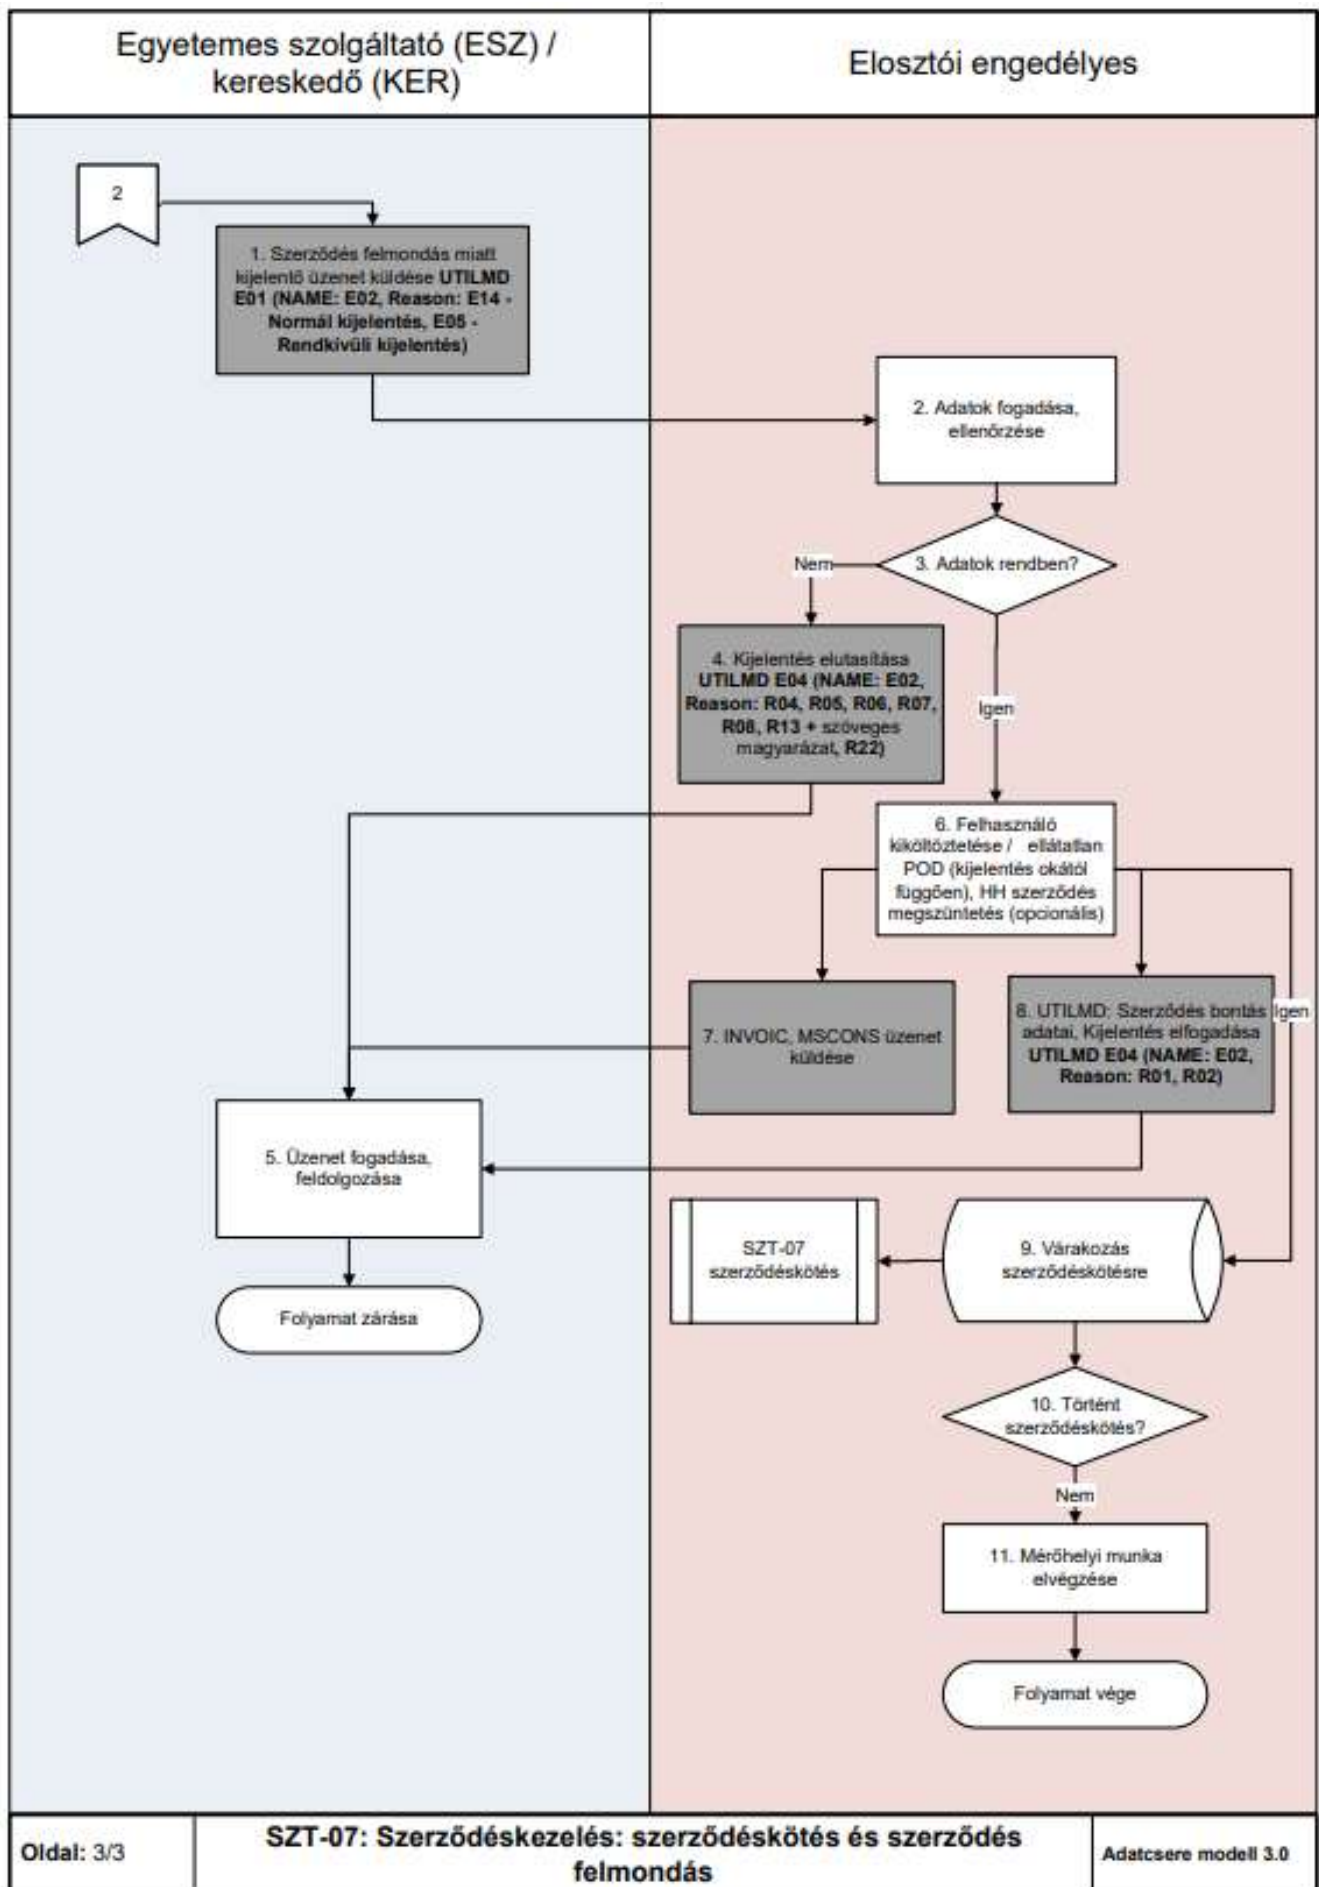 Egyetemes szolgáltató (ESZ) /
kereskedő (KER)
Elosztói engedélyes
2
1. Szerződés felmondás miatt
kijelentő üzenet küldése UTILMD
E01 (NAME: E02, Reason: E14 -
Normál kijelentés, E05 -
Rendkívüli kijelentés)
2. Adatok fogadása,
ellenőrzése
3. Adatok rendben?
Nem
4. Kijelentés elutasítása
UTILMD E04 (NAME: E02,
Reason: R04, R05, R06, R07,
R08, R13 + szöveges
magyarázat, R22)
Igen
6. Felhasználó
kiköltöztetése / ellátatlan
POD (kijelentés okától
függően), HH szerződés
megszüntetés (opcionális)
7. INVOIC, MSCONS üzenet
küldése
8. UTILMD: Szerződés bontás
adatai, Kijelentés elfogadása
UTILMD E04 (NAME: E02,
Reason: R01, R02)
Igen
5. Üzenet fogadása,
feldolgozása
SZT-07
szerződéskötés
9. Várakozás
szerződéskötésre
Folyamat zárása
10. Történt
szerződéskötés?
Nem
11. Mérőhelyi munka
elvégzése
Folyamat vége
Oldal: 3/3
SZT-07: Szerződéskezelés: szerződéskötés és szerződés
felmondás
Adatcsere modell 3.0